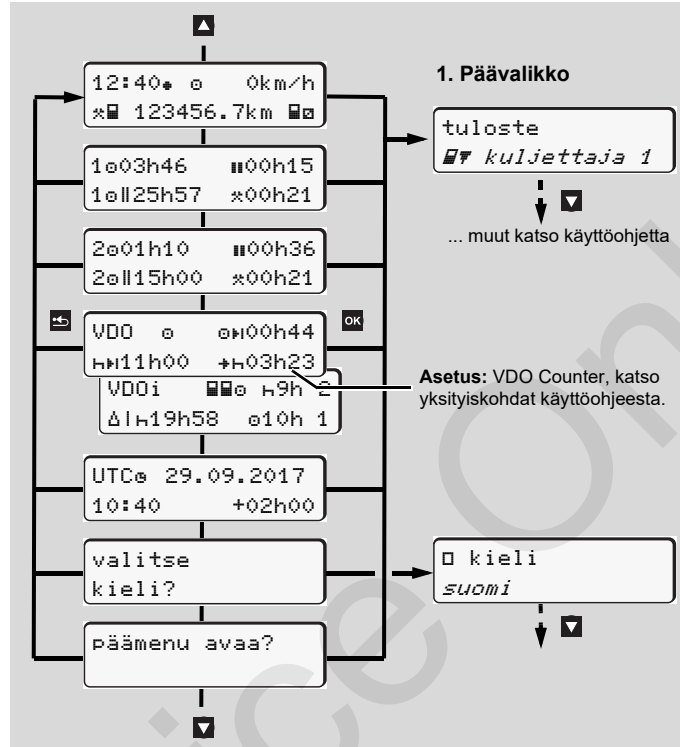 12:40 0km/h
123456.7km
1 03h46 00h15
1 25h57 00h21
2 01h10 00h36
2 15h00 00h21
VDO 00h44
11h00 03h23
VDOi 9h 2
19h58 10h 1
UTC 29.09.2017
10:40 +02h00
valitse
kieli?
päämenu avaa?
OK
1. Päävalikko
tuloste
kuljettaja 1
... muut katso käyttöohjetta
Asetus: VDO Counter, katso
yksityiskohdat käyttöohjeesta.
kieli
suomi